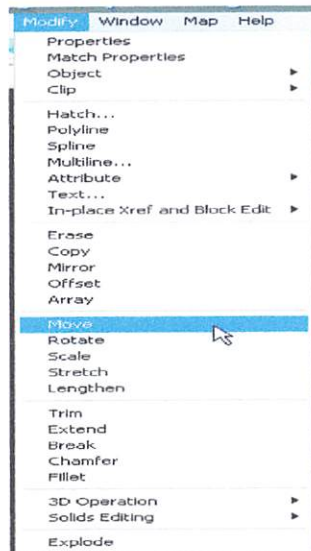 Modify Window Map Help
Properties
Match Properties
Object
Clip
Hatch...
Polyline
Spline
Multiline...
Attribute
Text...
In-place Xref and Block Edit
Erase
Copy
Mirror
Offset
Array
Move
Rotate
Scale
Stretch
Lengthen
Trim
Extend
Break
Chamfer
Fillet
3D Operation
Solids Editing
Explode